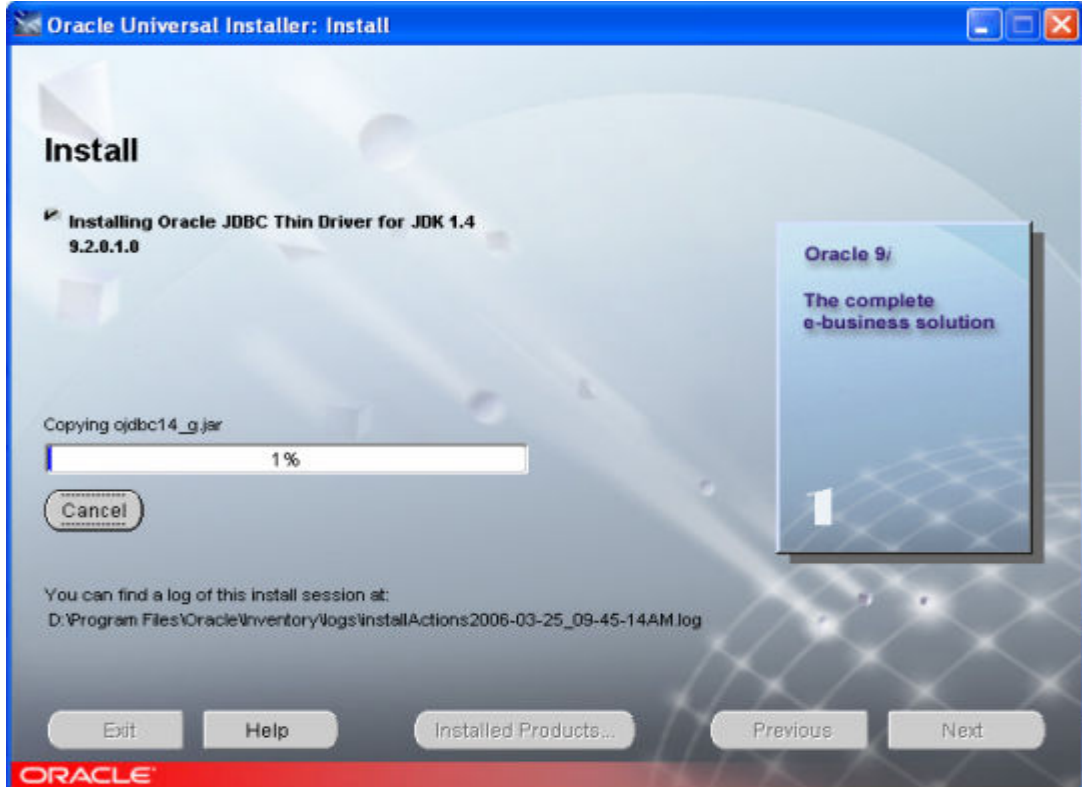 Oracle Universal Installer: Install
Install
Installing Oracle JDBC Thin Driver for JDK 1.4
9.2.0.1.0
Oracle 9i
The complete
e-business solution
Copying ojdbc14_g.jar
1%
Cancel
1
You can find a log of this install session at:
D:\Program Files\Oracle\Inventory\logs\installActions2006-03-25_09-45-14AM.log
Exit
Help
Installed Products...
Previous
Next
ORACLE